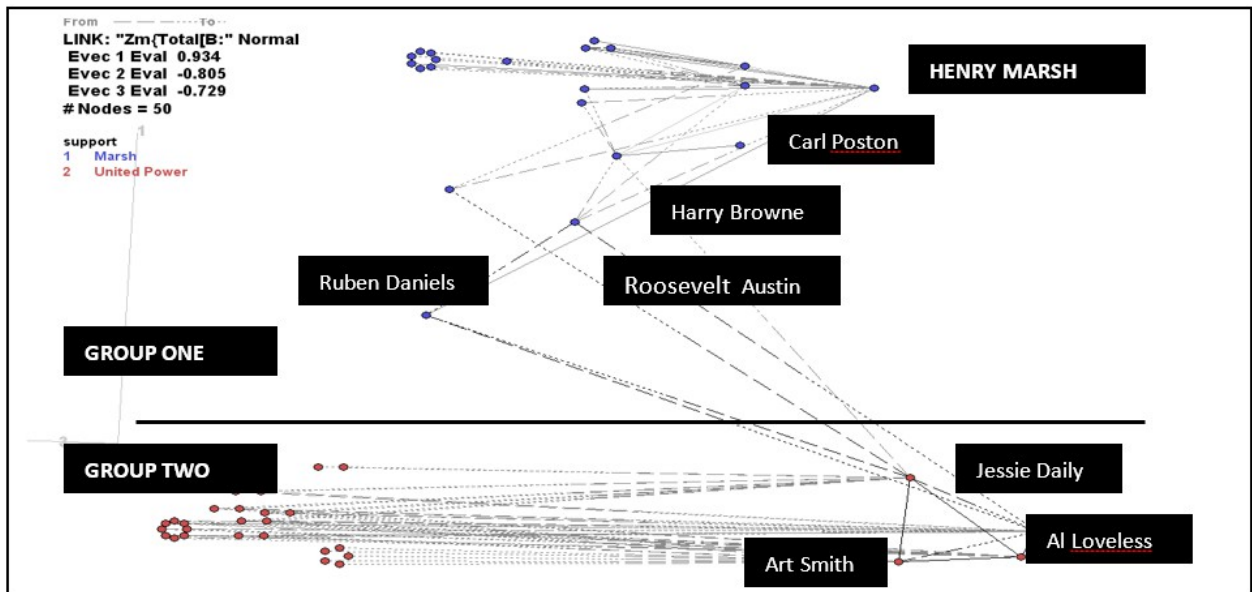 From To
LINK: "Zm{Total[B:" Normal
Evec 1 Eval 0.934
Evec 2 Eval -0.805
Evec 3 Eval -0.729
# Nodes = 50
support
1 Marsh
2 United Power
1
HENRY MARSH
Carl Poston
Harry Browne
Ruben Daniels
Roosevelt Austin
GROUP ONE
3
GROUP TWO
Jessie Daily
Al Loveless
Art Smith